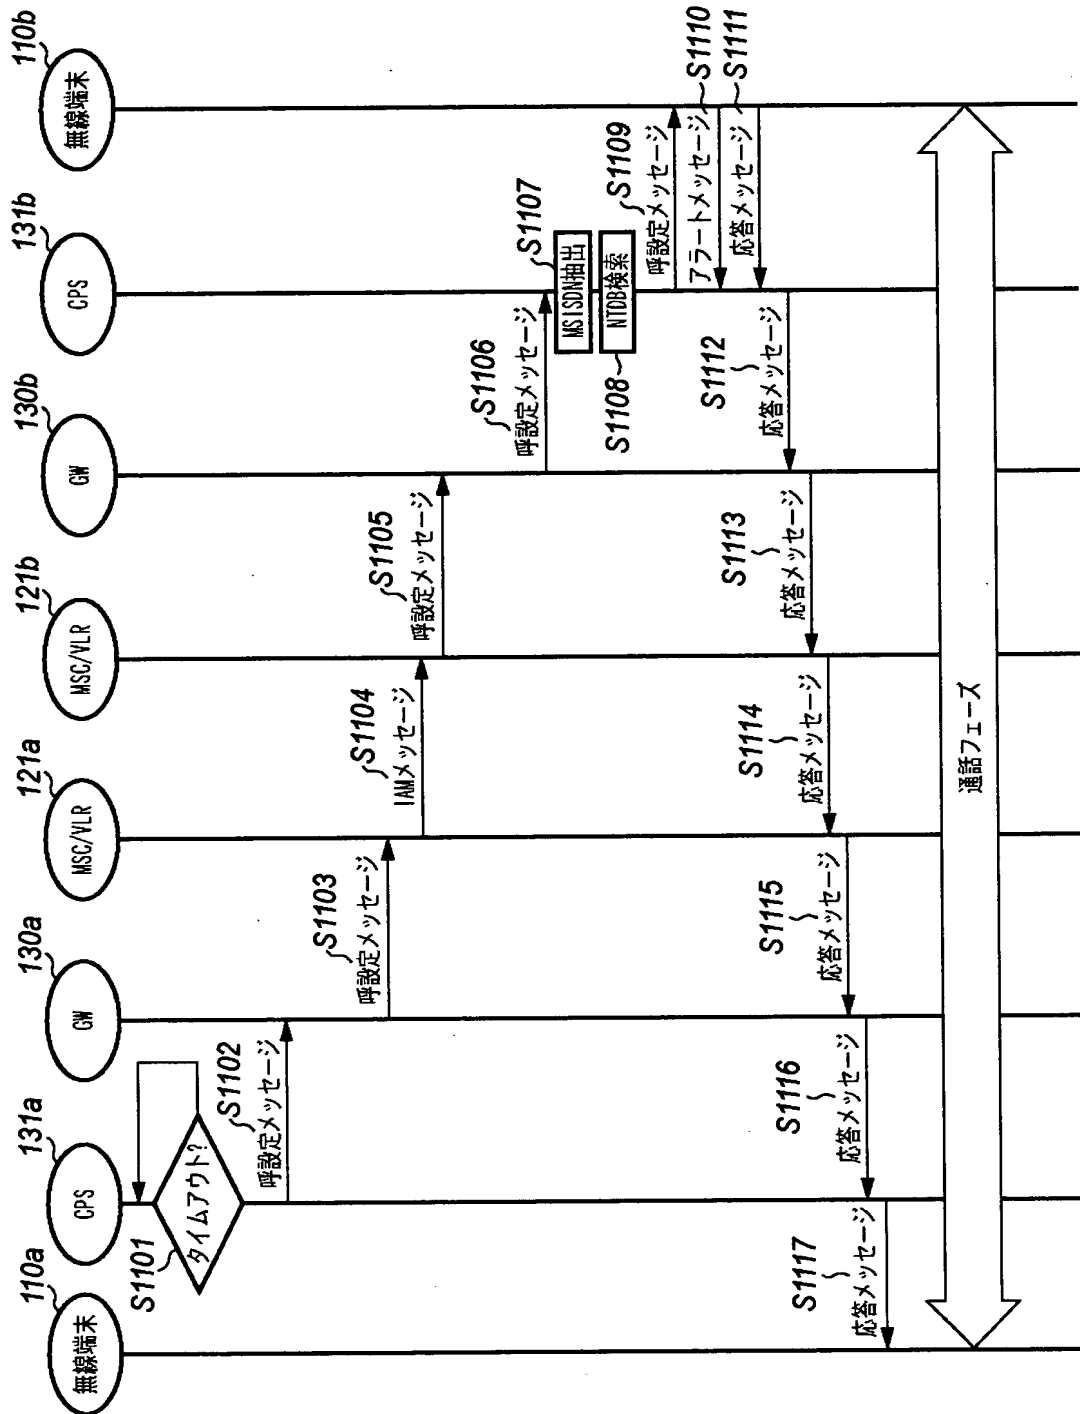 110a
無線端末
131a
CPS
130a
GW
121a
MSC/VLR
121b
MSC/VLR
130b
GW
131b
CPS
110b
無線端末
S1101
タイムアウト?
S1102
呼設定メッセージ
S1103
呼設定メッセージ
S1104
IAMメッセージ
S1105
呼設定メッセージ
S1106
呼設定メッセージ
S1107
MSISDN抽出
S1108
NTDB検索
S1109
呼設定メッセージ
S1110
アラートメッセージ
S1111
応答メッセージ
S1112
応答メッセージ
S1113
応答メッセージ
S1114
応答メッセージ
S1115
応答メッセージ
S1116
応答メッセージ
S1117
応答メッセージ
通話フェーズ